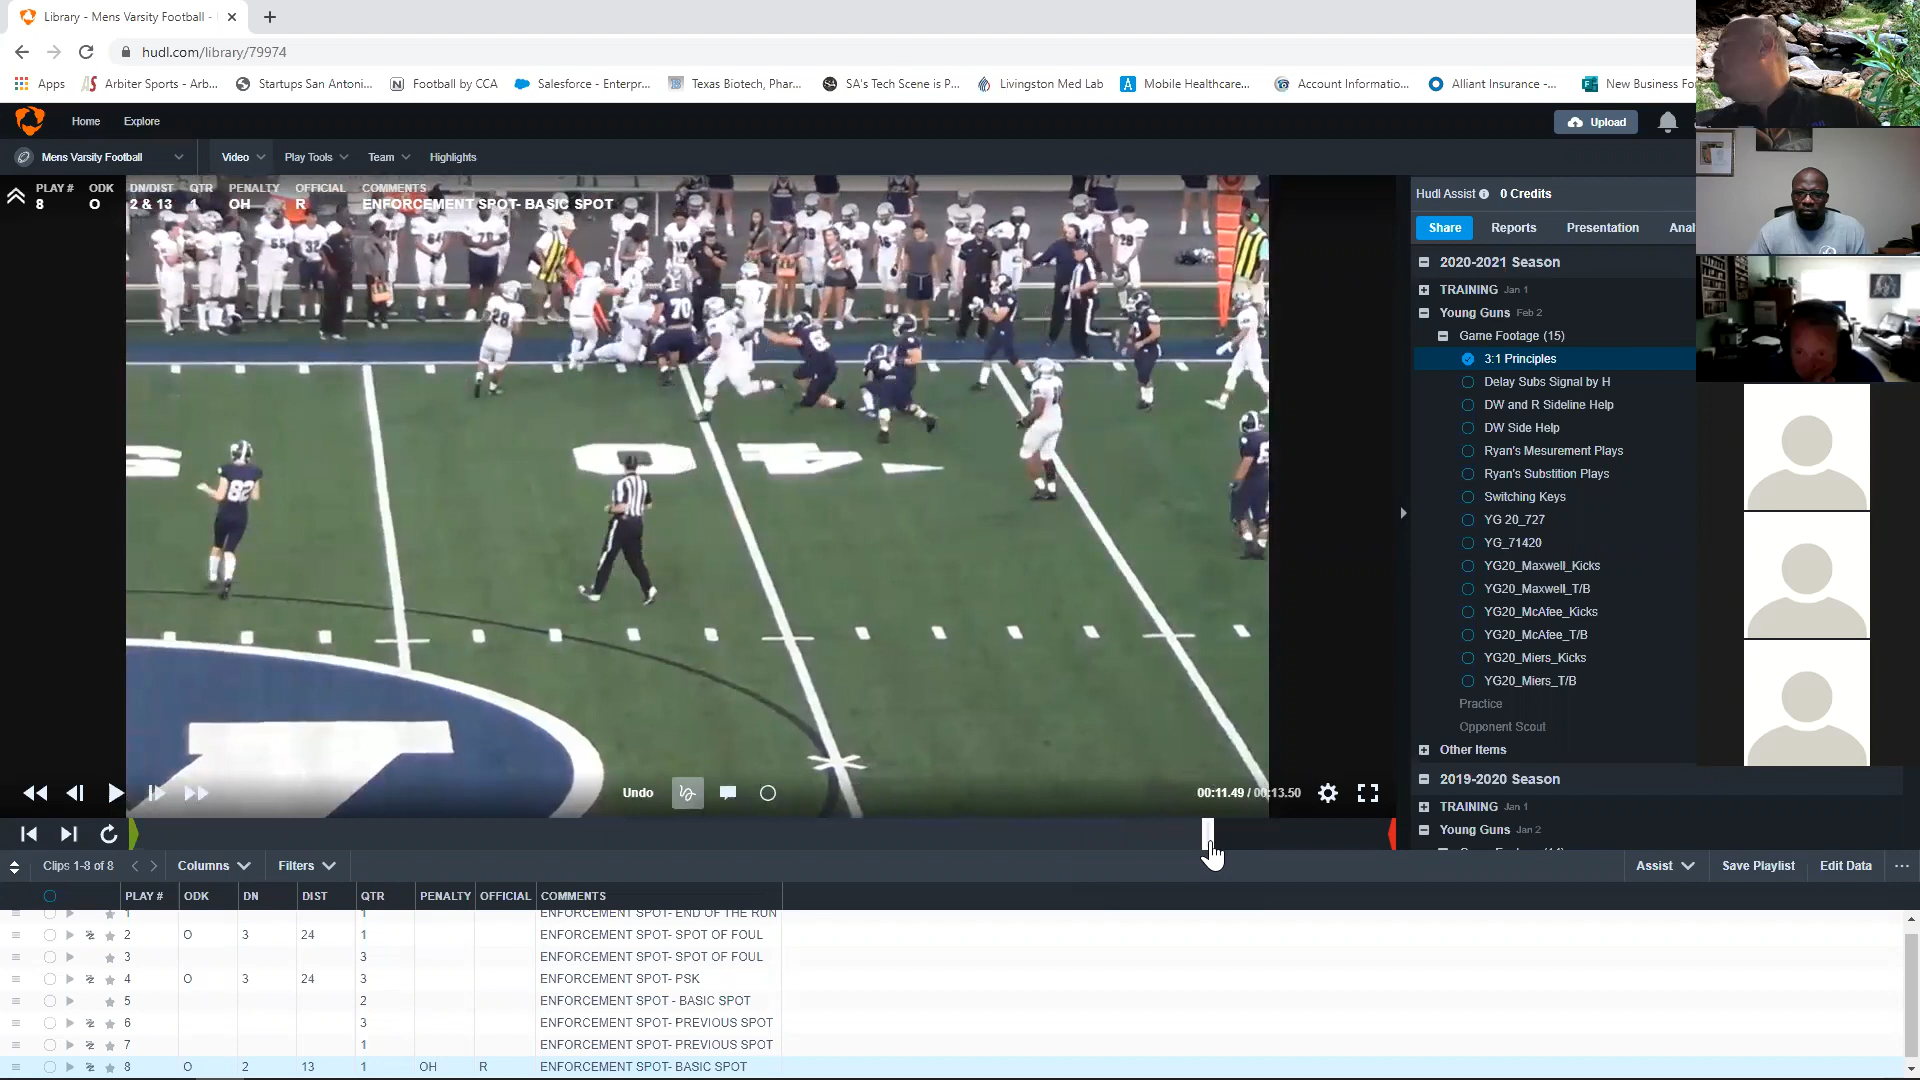 Library - Mens Varsity Football -
hudl.com/library/79974
Apps
Arbiter Sports - Arb...
Startups San Antoni...
Football by CCA
Salesforce - Enterpr...
Texas Biotech, Phar...
SA's Tech Scene is P...
Livingston Med Lab
Mobile Healthcare...
Account Informatio...
Alliant Insurance -...
New Business Fo
Home
Explore
Upload
Mens Varsity Football
Video
Play Tools
Team
Highlights
PLAY # ODK DN/DIST QTR PENALTY OFFICIAL COMMENTS
8 O 2 & 13 1 OH R ENFORCEMENT SPOT- BASIC SPOT
70
28
82
4 0
Undo
00:11.49 / 00:13.50
Hudl Assist 0 Credits
Share
Reports
Presentation
Anal
2020-2021 Season
TRAINING Jan 1
Young Guns Feb 2
Game Footage (15)
3:1 Principles
Delay Subs Signal by H
DW and R Sideline Help
DW Side Help
Ryan's Mesurement Plays
Ryan's Substition Plays
Switching Keys
YG 20_727
YG_71420
YG20_Maxwell_Kicks
YG20_Maxwell_T/B
YG20_McAfee_Kicks
YG20_McAfee_T/B
YG20_Miers_Kicks
YG20_Miers_T/B
Practice
Opponent Scout
Other Items
2019-2020 Season
TRAINING Jan 1
Young Guns Jan 2
Clips 1-8 of 8
Columns
Filters
Assist
Save Playlist
Edit Data
PLAY # ODK DN DIST QTR PENALTY OFFICIAL COMMENTS
1 1 ENFORCEMENT SPOT- END OF THE RUN
2 O 3 24 1 ENFORCEMENT SPOT- SPOT OF FOUL
3 3 ENFORCEMENT SPOT- SPOT OF FOUL
4 O 3 24 3 ENFORCEMENT SPOT- PSK
5 2 ENFORCEMENT SPOT - BASIC SPOT
6 3 ENFORCEMENT SPOT- PREVIOUS SPOT
7 1 ENFORCEMENT SPOT- PREVIOUS SPOT
8 O 2 13 1 OH R ENFORCEMENT SPOT- BASIC SPOT